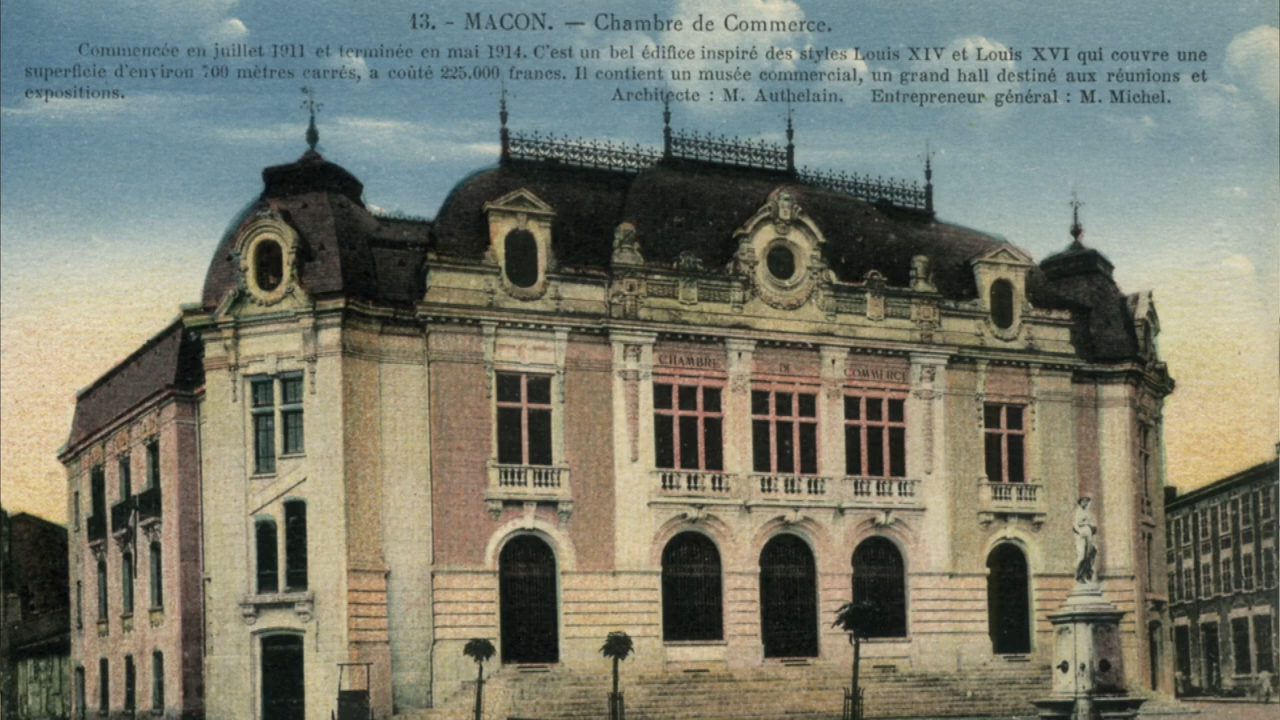 13. - MACON. — Chambre de Commerce.
Commencée en juillet 1911 et terminée en mai 1914. C'est un bel édifice inspiré des styles Louis XIV et Louis XVI qui couvre une
superficie d'environ 700 mètres carrés, a coûté 225.000 francs. Il contient un musée commercial, un grand hall destiné aux réunions et
expositions. Architecte : M. Authelain. Entrepreneur général : M. Michel.
CHAMBRE DE COMMERCE